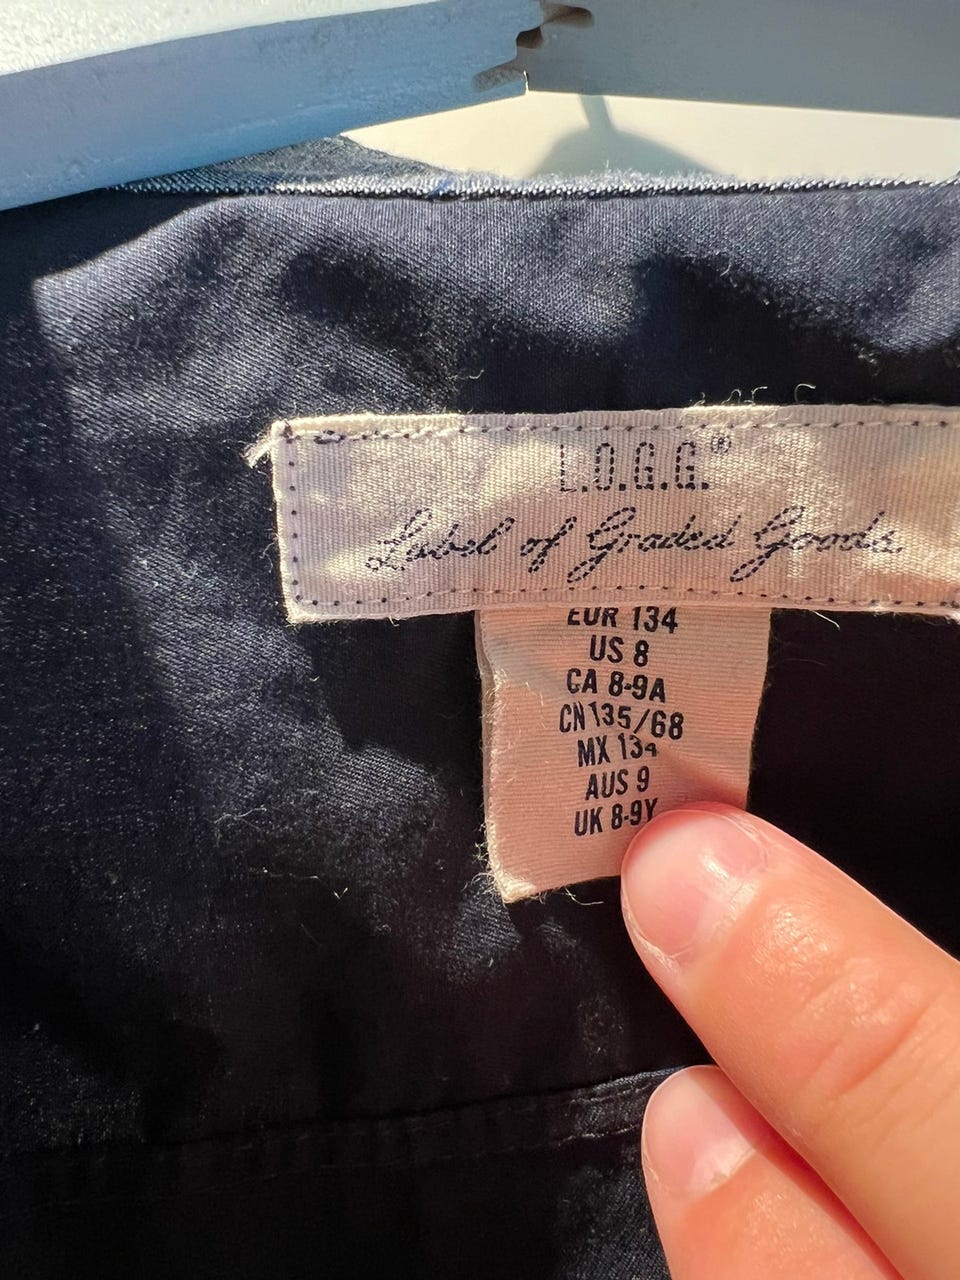 L.O.G.G.®
Label of Graded Goods
EUR 134
US 8
CA 8-9A
CN 135/68
MX 134
AUS 9
UK 8-9Y